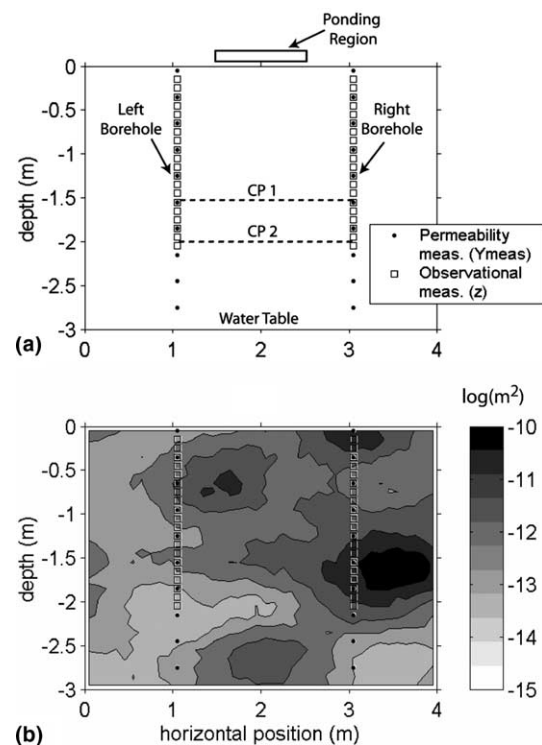 Ponding
Region
0
-0.5
-1
-1.5
-2
-2.5
-3
depth (m)
Left
Borehole
Right
Borehole
CP 1
CP 2
Permeability
meas. (Ymeas)
Observational
meas. (z)
Water Table
0
1
2
3
4
(a)
log(m²)
0
-0.5
-1
-1.5
-2
-2.5
-3
depth (m)
-10
-11
-12
-13
-14
-15
0
1
2
3
4
(b)
horizontal position (m)